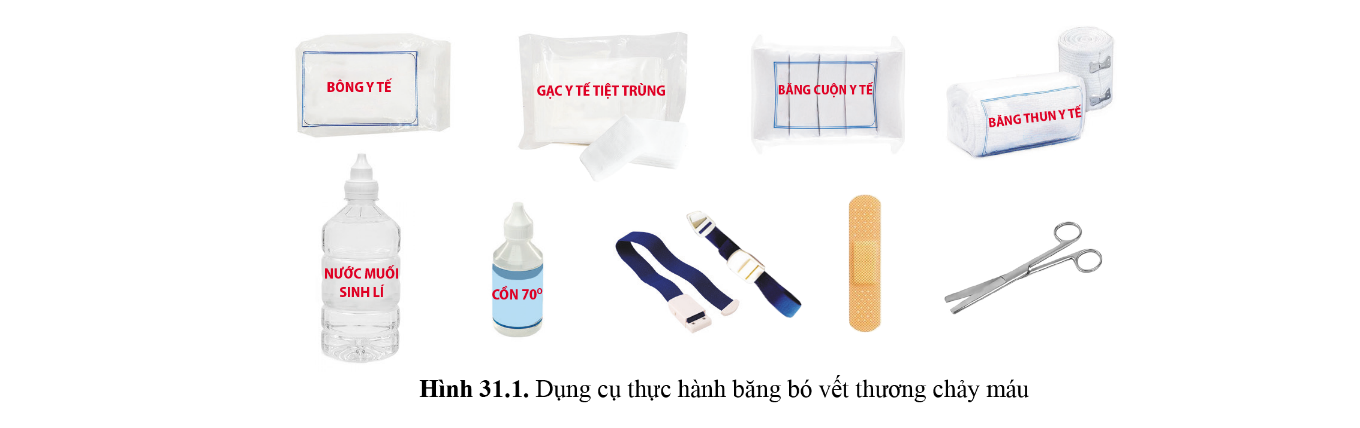 BÔNG Y TẾ
GẠC Y TẾ TIỆT TRÙNG
BĂNG CUỘN Y TẾ
BĂNG THUN Y TẾ
NƯỚC MUỐI
SINH LÍ
CỒN 70°
Hình 31.1. Dụng cụ thực hành băng bó vết thương chảy máu